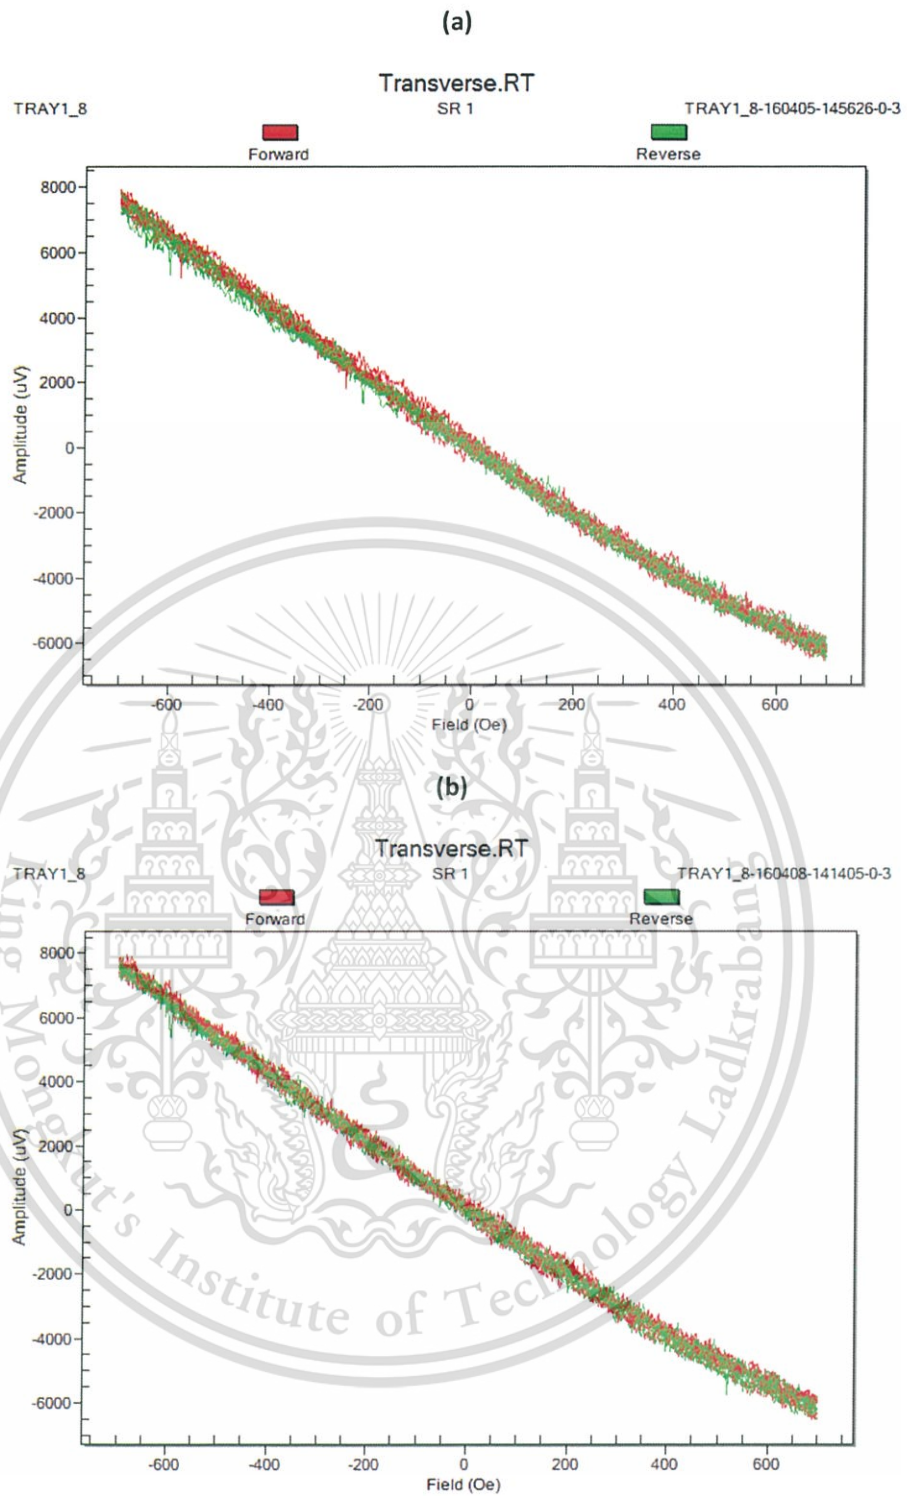 (a)
Transverse.RT
TRAY1_8 SR 1 TRAY1_8-160405-145626-0-3
Forward Reverse
8000
6000
4000
2000
0
-2000
-4000
-6000
Amplitude (uV)
-600 -400 -200 0 200 400 600
Field (Oe)
(b)
Transverse.RT
TRAY1_8 SR 1 TRAY1_8-160408-141405-0-3
Forward Reverse
8000
6000
4000
2000
0
-2000
-4000
-6000
Amplitude (uV)
-600 -400 -200 0 200 400 600
Field (Oe)
King Mongkut's Institute of Technology Ladkrabang